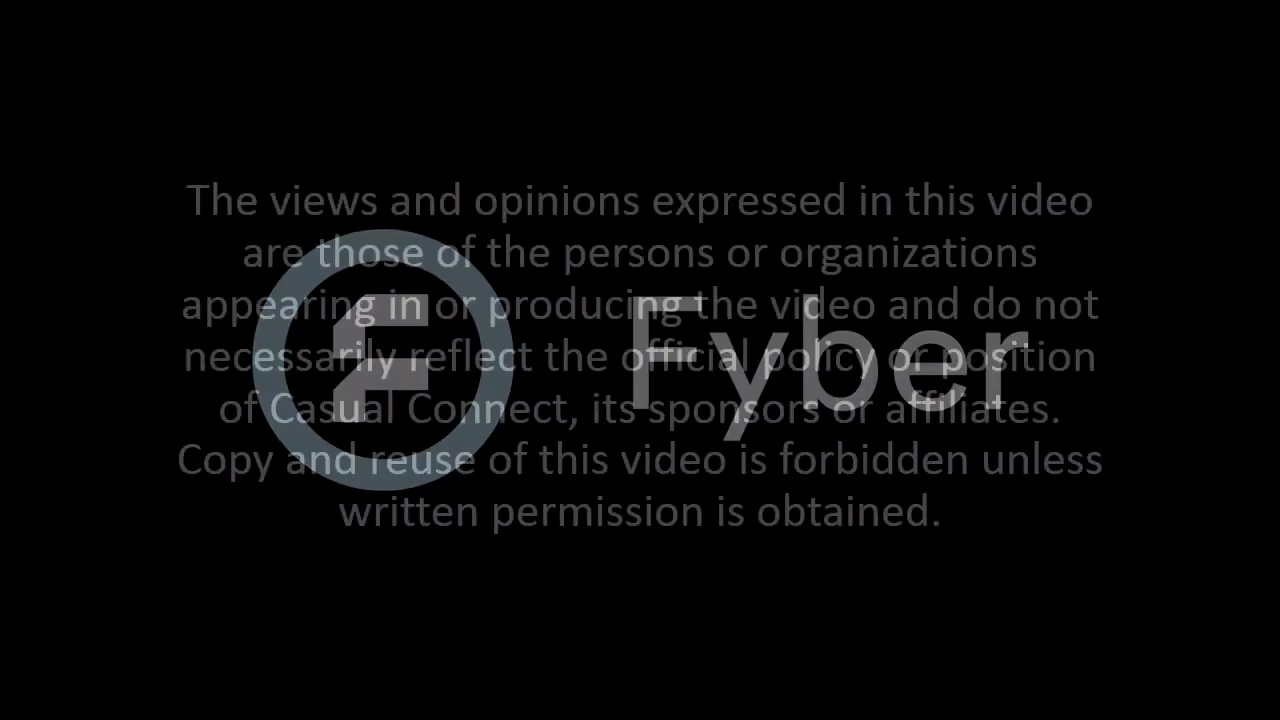 The views and opinions expressed in this video
are those of the persons or organizations
appearing in or producing the video and do not
necessarily reflect the official policy or position
of Casual Connect, its sponsors or affiliates.
Copy and reuse of this video is forbidden unless
written permission is obtained.
Fyber